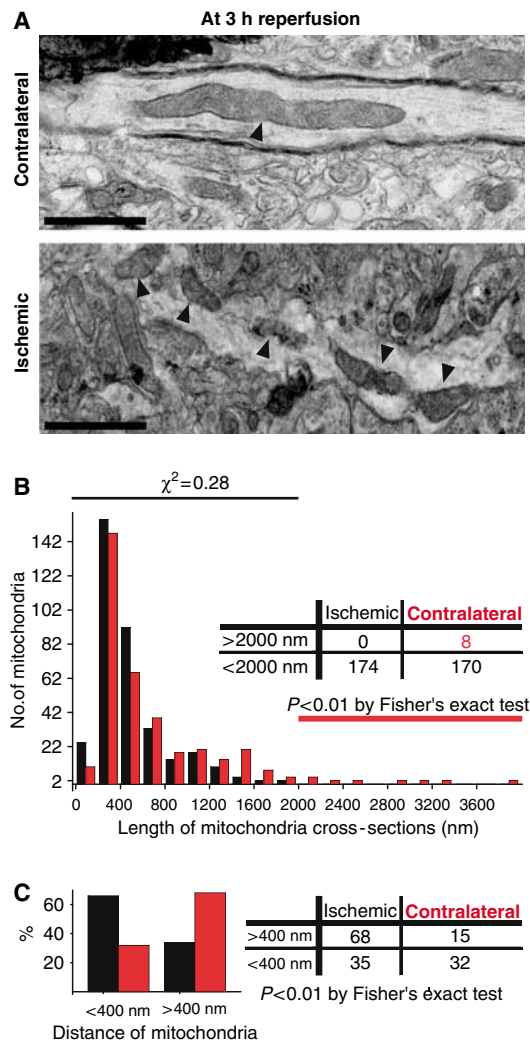 At 3 h reperfusion
A
Contralateral
Ischemic
B
χ²=0.28
No.of mitochondria
142
122
102
82
62
42
22
2
0 400 800 1200 1600 2000 2400 2800 3200 3600
Length of mitochondria cross-sections (nm)
Ischemic Contralateral
>2000 nm 0 8
<2000 nm 174 170
P<0.01 by Fisher's exact test
C
%
60
40
20
<400 nm >400 nm
Distance of mitochondria
Ischemic Contralateral
>400 nm 68 15
<400 nm 35 32
P<0.01 by Fisher's exact test